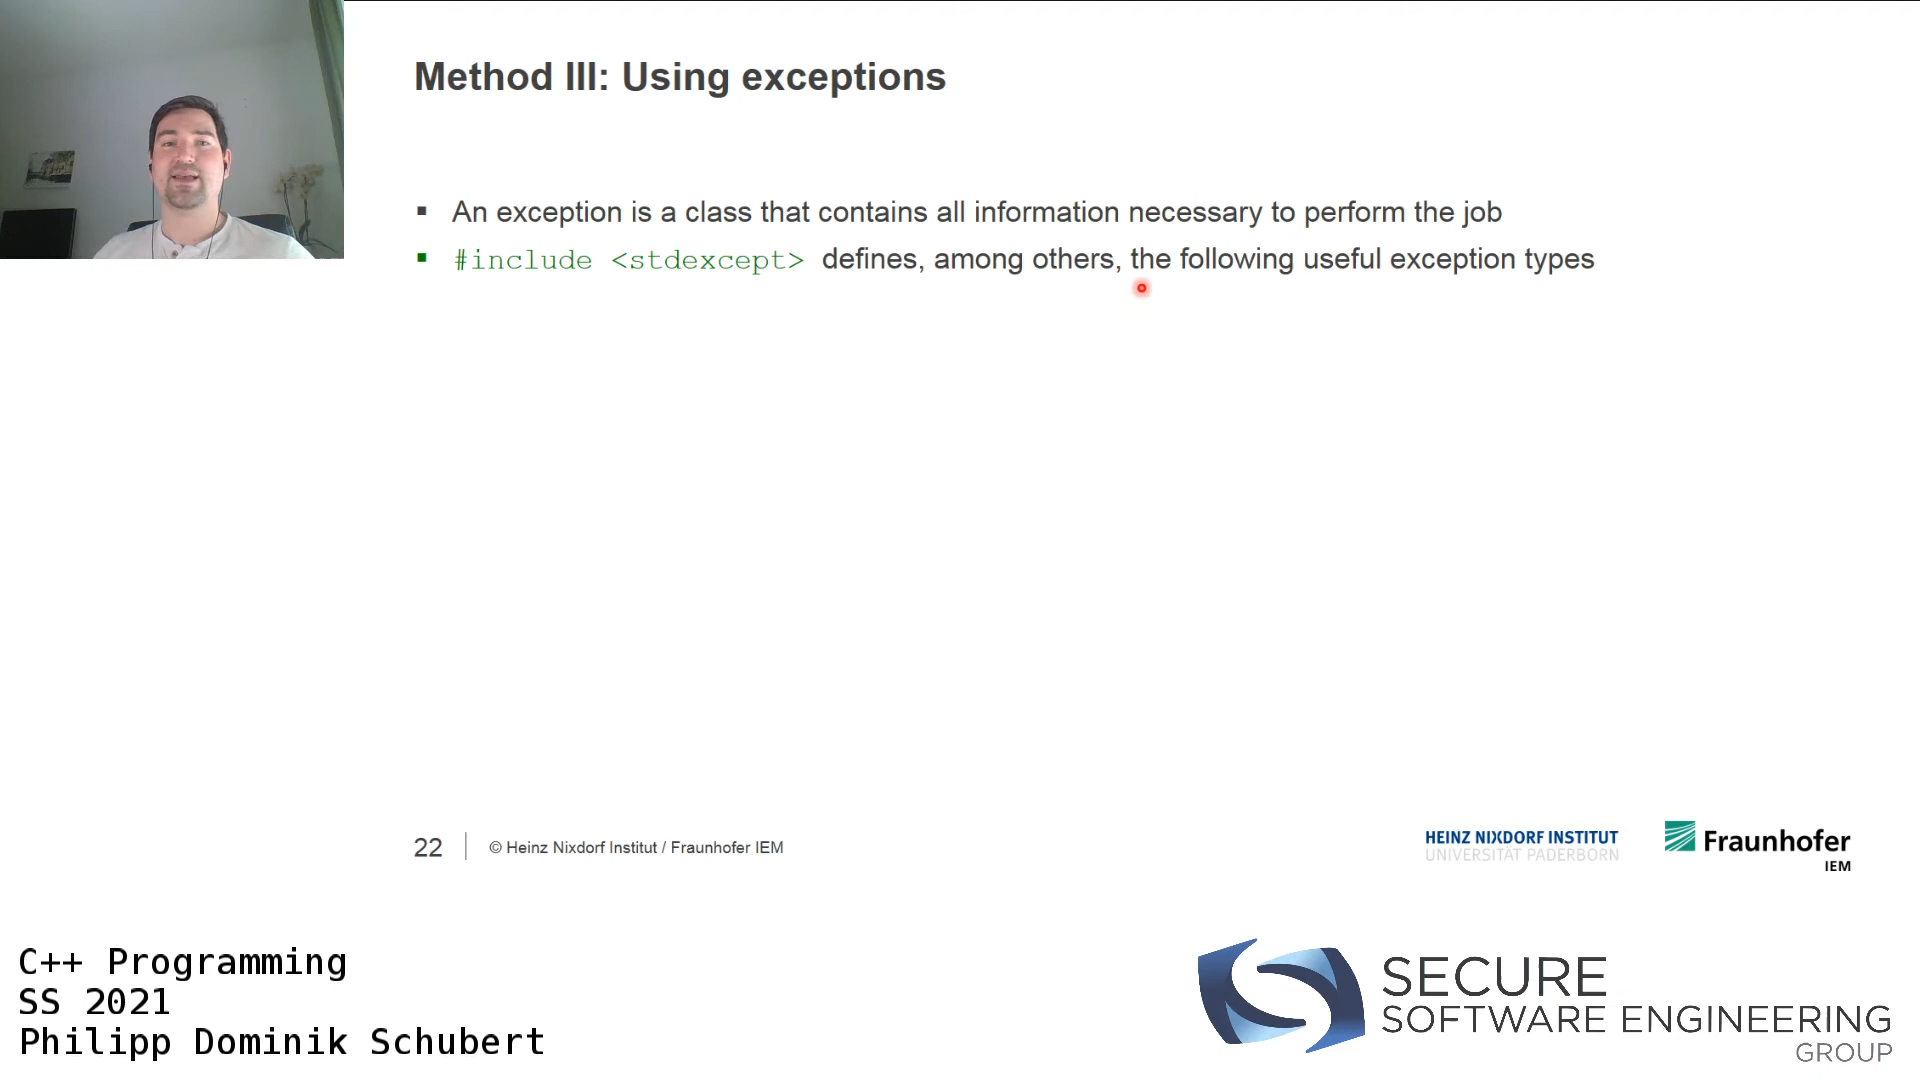 Method III: Using exceptions
▪ An exception is a class that contains all information necessary to perform the job
▪ #include <stdexcept> defines, among others, the following useful exception types
22 © Heinz Nixdorf Institut / Fraunhofer IEM
HEINZ NIXDORF INSTITUT
UNIVERSITÄT PADERBORN
Fraunhofer
IEM
C++ Programming
SS 2021
Philipp Dominik Schubert
SECURE
SOFTWARE ENGINEERING
GROUP